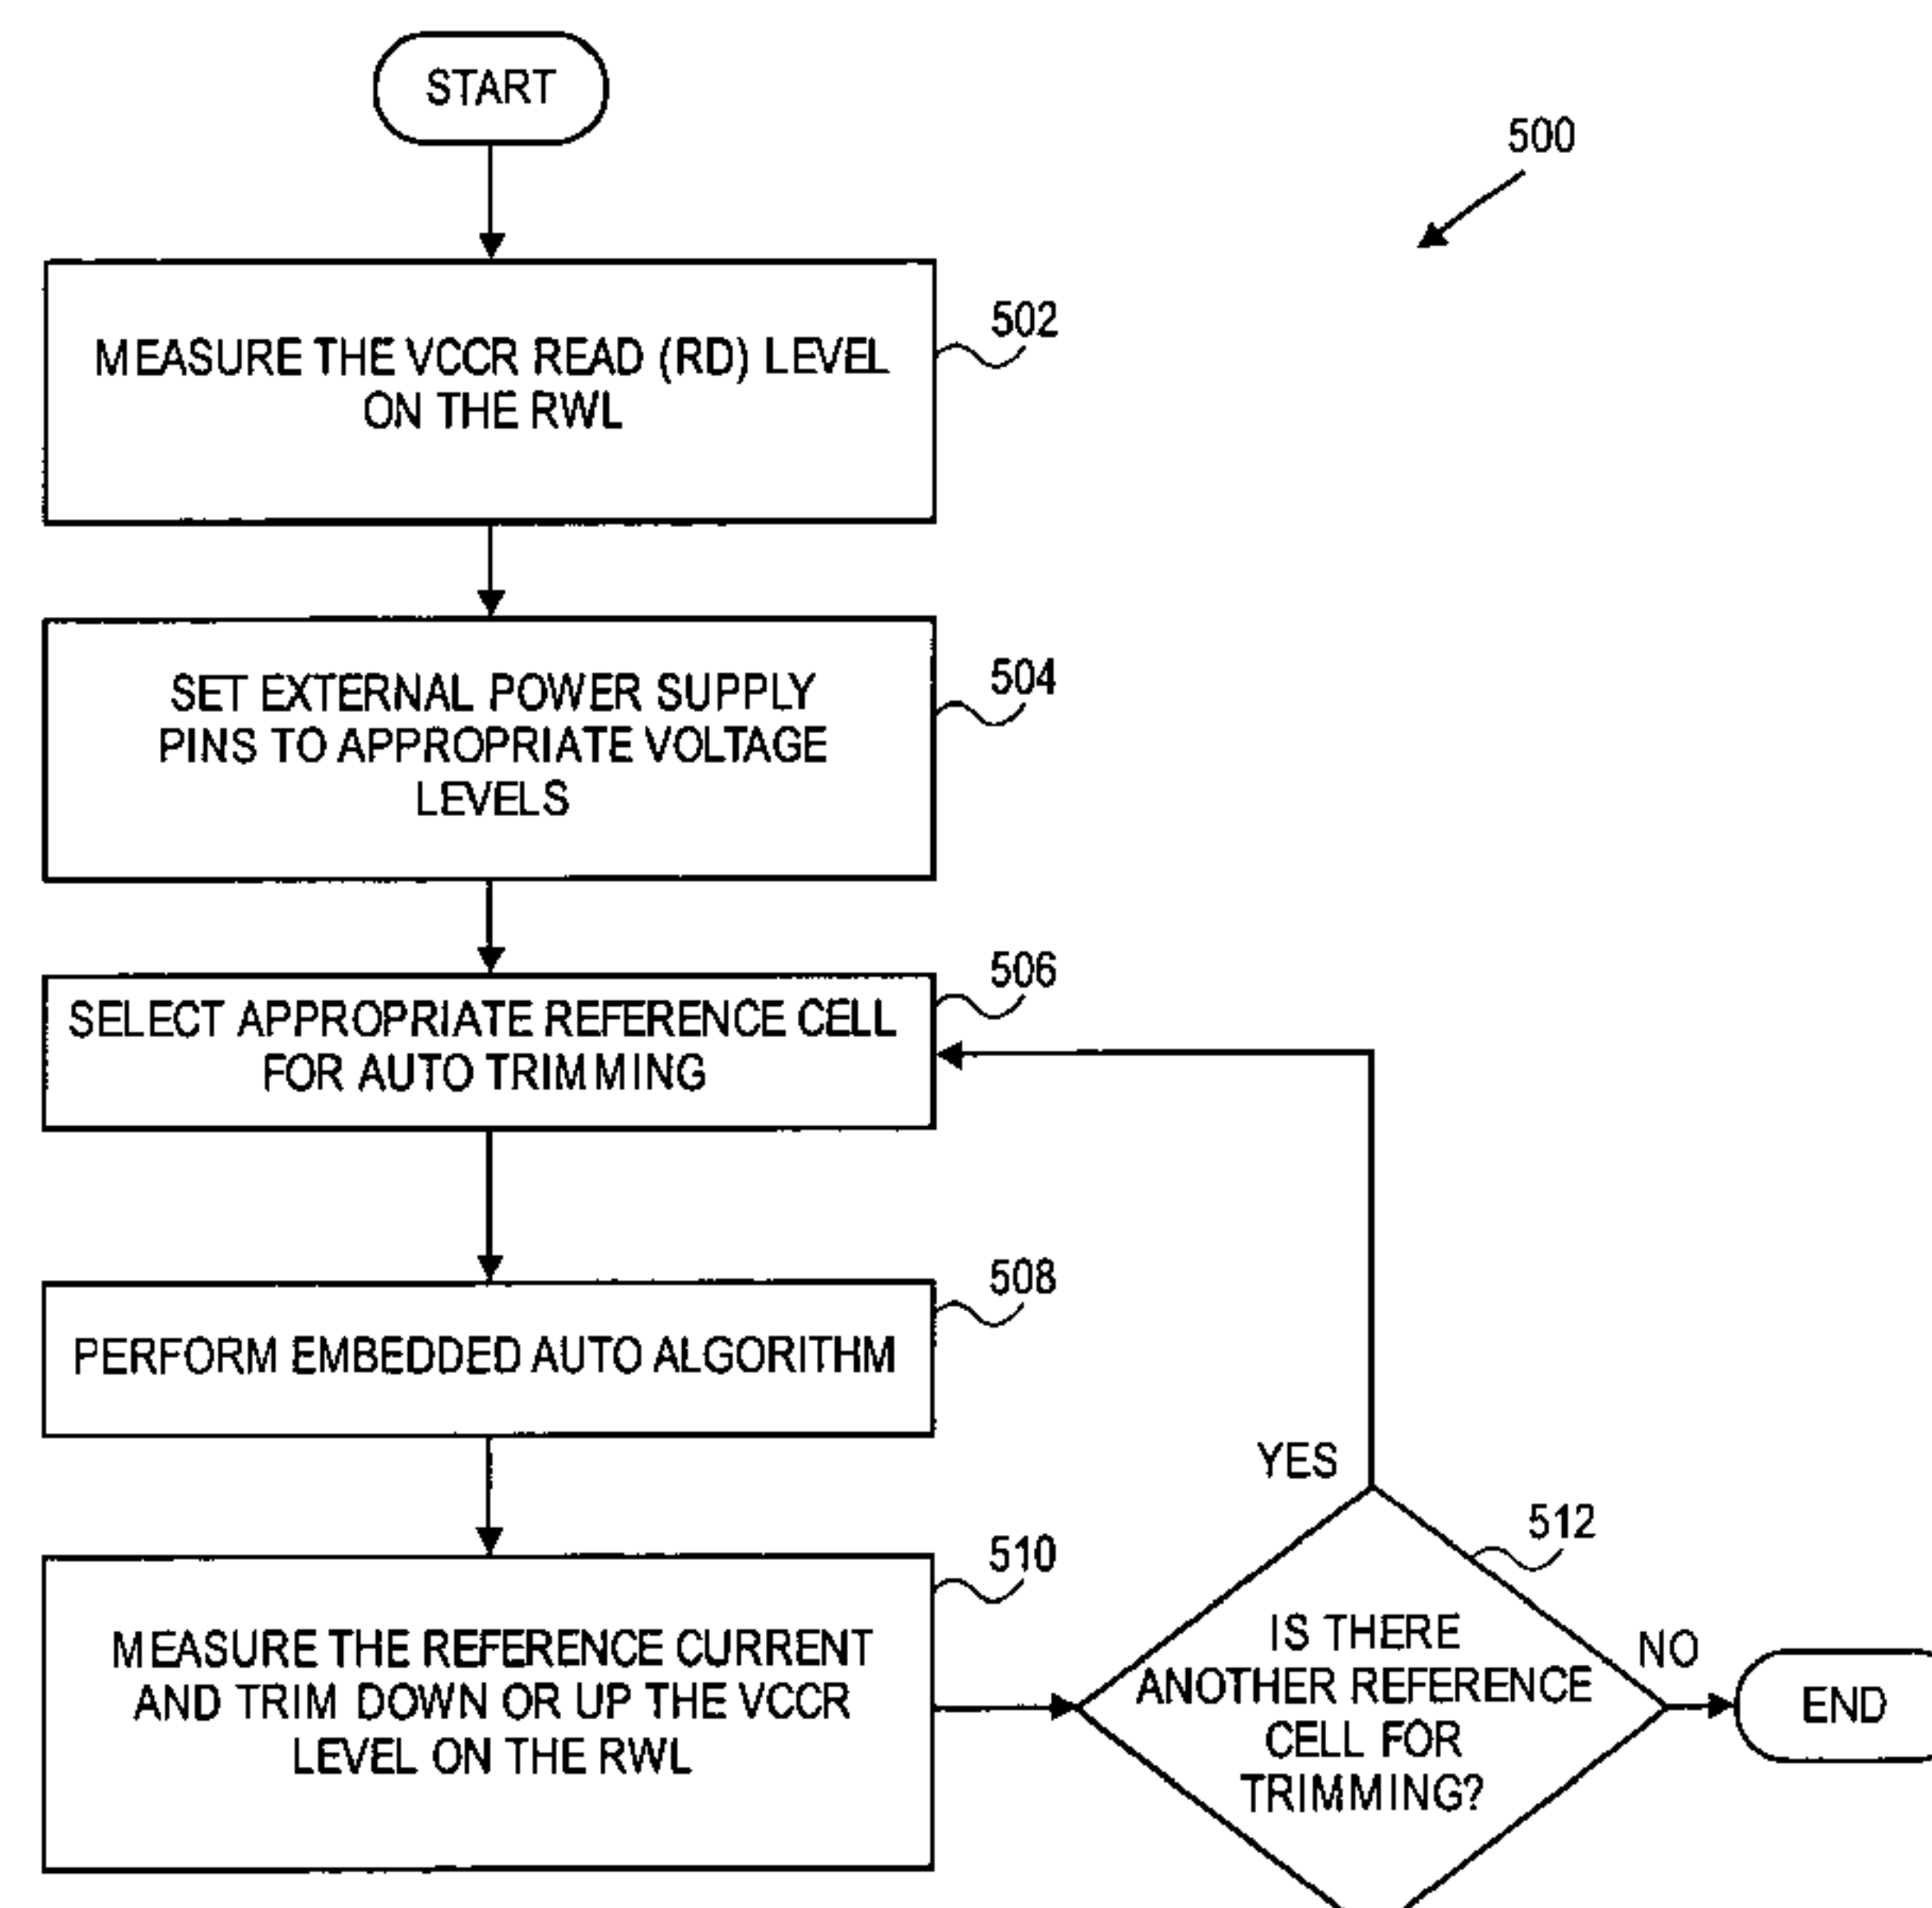 START
500
MEASURE THE VCCR READ (RD) LEVEL
ON THE RWL
502
SET EXTERNAL POWER SUPPLY
PINS TO APPROPRIATE VOLTAGE
LEVELS
504
SELECT APPROPRIATE REFERENCE CELL
FOR AUTO TRIMMING
506
PERFORM EMBEDDED AUTO ALGORITHM
508
MEASURE THE REFERENCE CURRENT
AND TRIM DOWN OR UP THE VCCR
LEVEL ON THE RWL
510
YES
512
IS THERE
ANOTHER REFERENCE
CELL FOR
TRIMMING?
NO
END